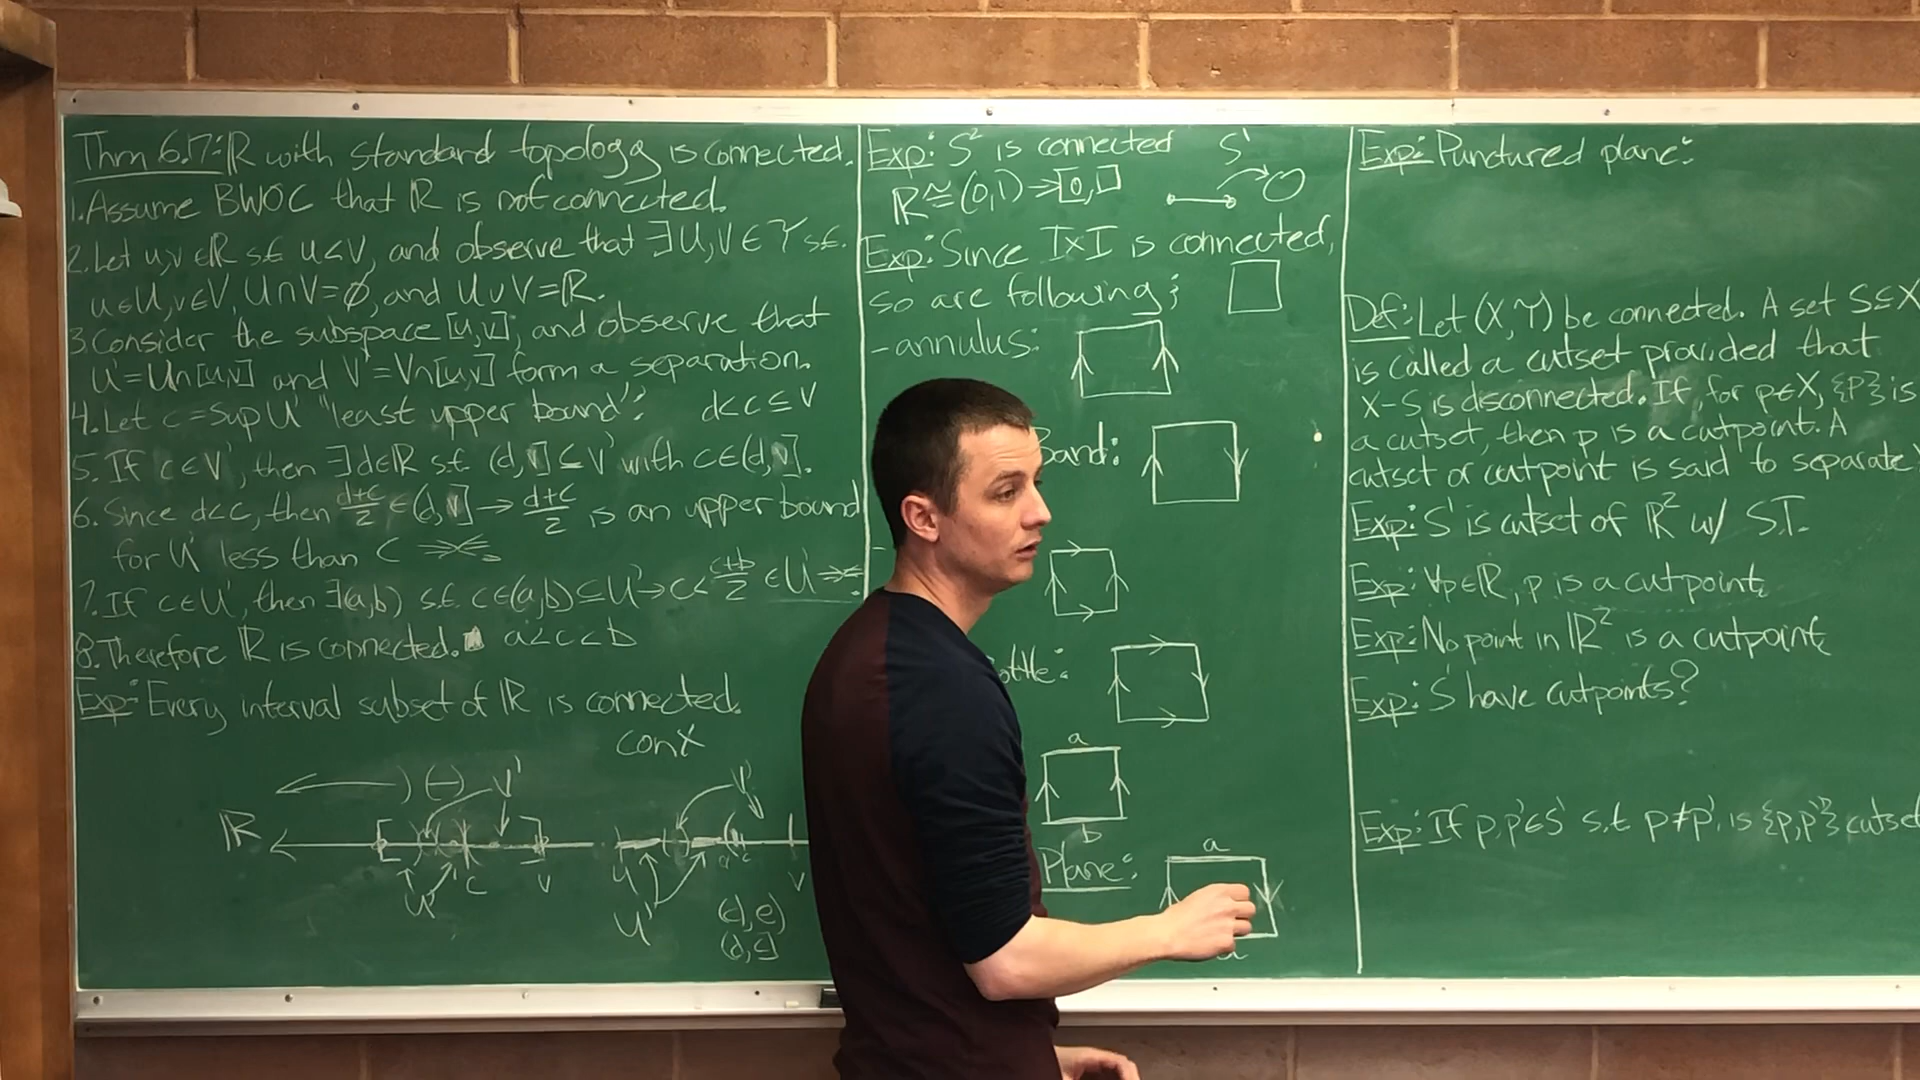 Thm 6.7: ℝ with standard topology is connected.
1. Assume BWOC that ℝ is not connected.
2. Let u,v ∈ ℝ s.t. u<v, and observe that ∃ U,V ∈ 𝒯 s.t.
u∈U, v∈V, U∩V=∅, and U∪V=ℝ.
3. Consider the subspace [u,v], and observe that
U'=U∩[u,v] and V'=V∩[u,v] form a separation.
4. Let c = sup U' "least upper bound". d<c≤v
5. If c∈V', then ∃d∈ℝ s.t. (d,v]⊆V' with c∈(d,v].
6. Since d<c, then (d+c)/2 ∈ (d,v] → (d+c)/2 is an upper bound
for U' less than c ⇒⇐.
7. If c∈U', then ∃(a,b) s.t. c∈(a,b)⊆U' → c< (c+b)/2 ∈U' ⇒⇐
8. Therefore ℝ is connected. a<c<b
Exp: Every interval subset of ℝ is connected.
conx
) (–) V' V'
ℝ [ ] c v u v
U' U'
(d,e)
(d,c]
Exp: S² is connected S¹
ℝ≅(0,1) ⇒ [0,
Exp: Since I×I is connected,
so are following:
- annulus:
Band:
-
ottle:
a
b
Plane: a
a
Exp: Punctured plane:
Def: Let (X,𝒯) be connected. A set S⊆X
is called a cutset provided that
X-S is disconnected. If, for p∈X, {p} is
a cutset, then p is a cutpoint. A
cutset or cutpoint is said to separate
Exp: S¹ is cutset of ℝ² w/ S.T.
Exp: ∀p∈ℝ, p is a cutpoint.
Exp: No point in ℝ² is a cutpoint.
Exp: S¹ have cutpoints?
Exp: If p,p'∈S¹ s.t p≠p', is {p,p'} cutset